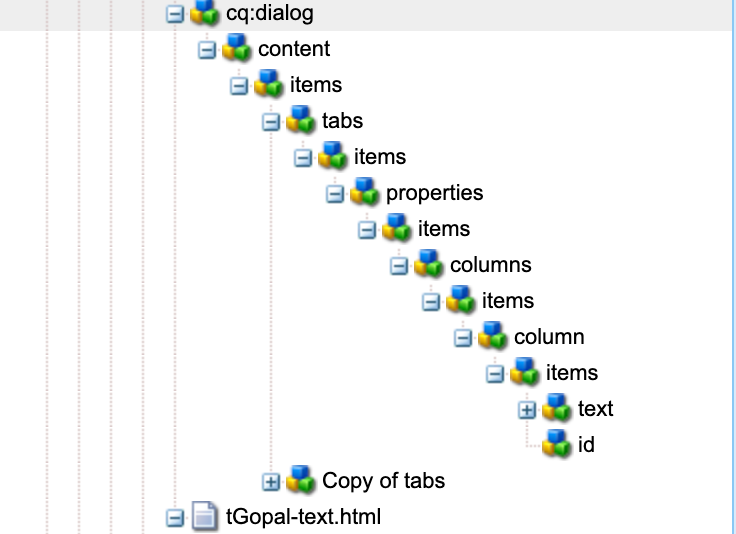 cq:dialog
content
items
tabs
items
properties
items
columns
items
column
items
text
id
Copy of tabs
tGopal-text.html